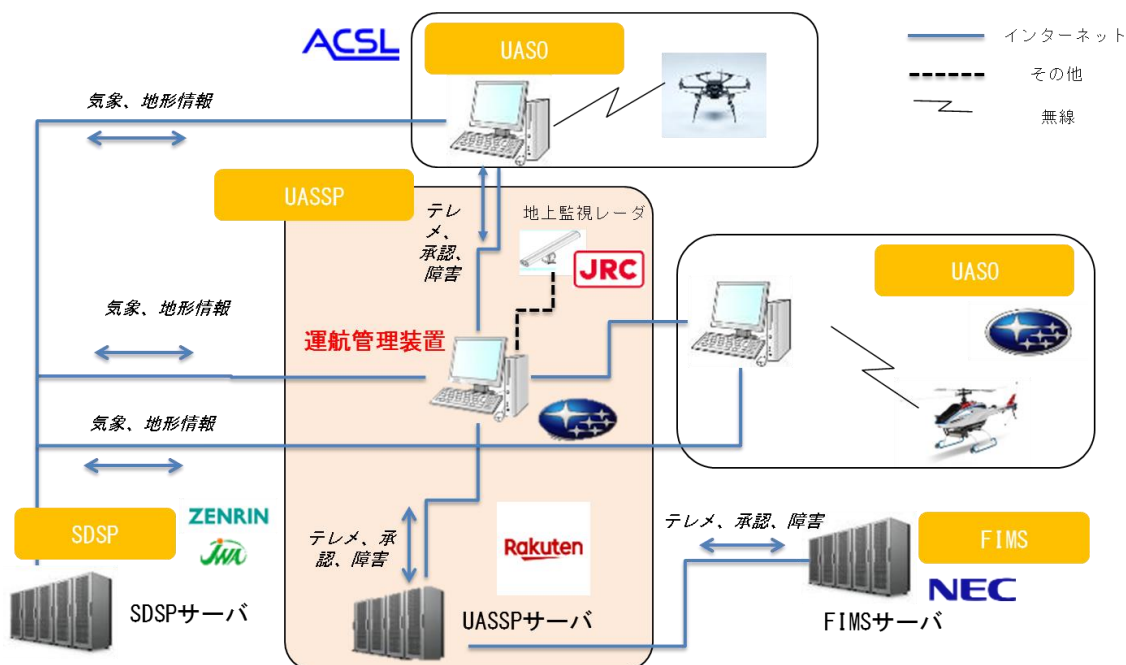 ACSL
UASO
インターネット
その他
無線
気象、地形情報
UASSP
テレ
メ、
承認、
障害
地上監視レーダ
JRC
UASO
気象、地形情報
運航管理装置
気象、地形情報
SDSP
ZENRIN
JWA
SDSPサーバ
テレメ、承
認、障害
Rakuten
UASSPサーバ
テレメ、承認、障害
FIMS
NEC
FIMSサーバ